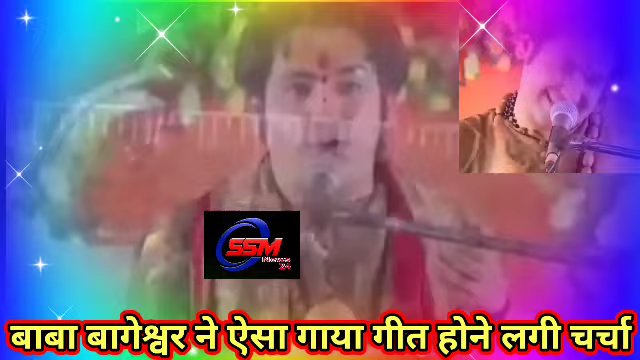 SSM
बाबा बागेश्वर ने ऐसा गाया गीत होने लगी चर्चा